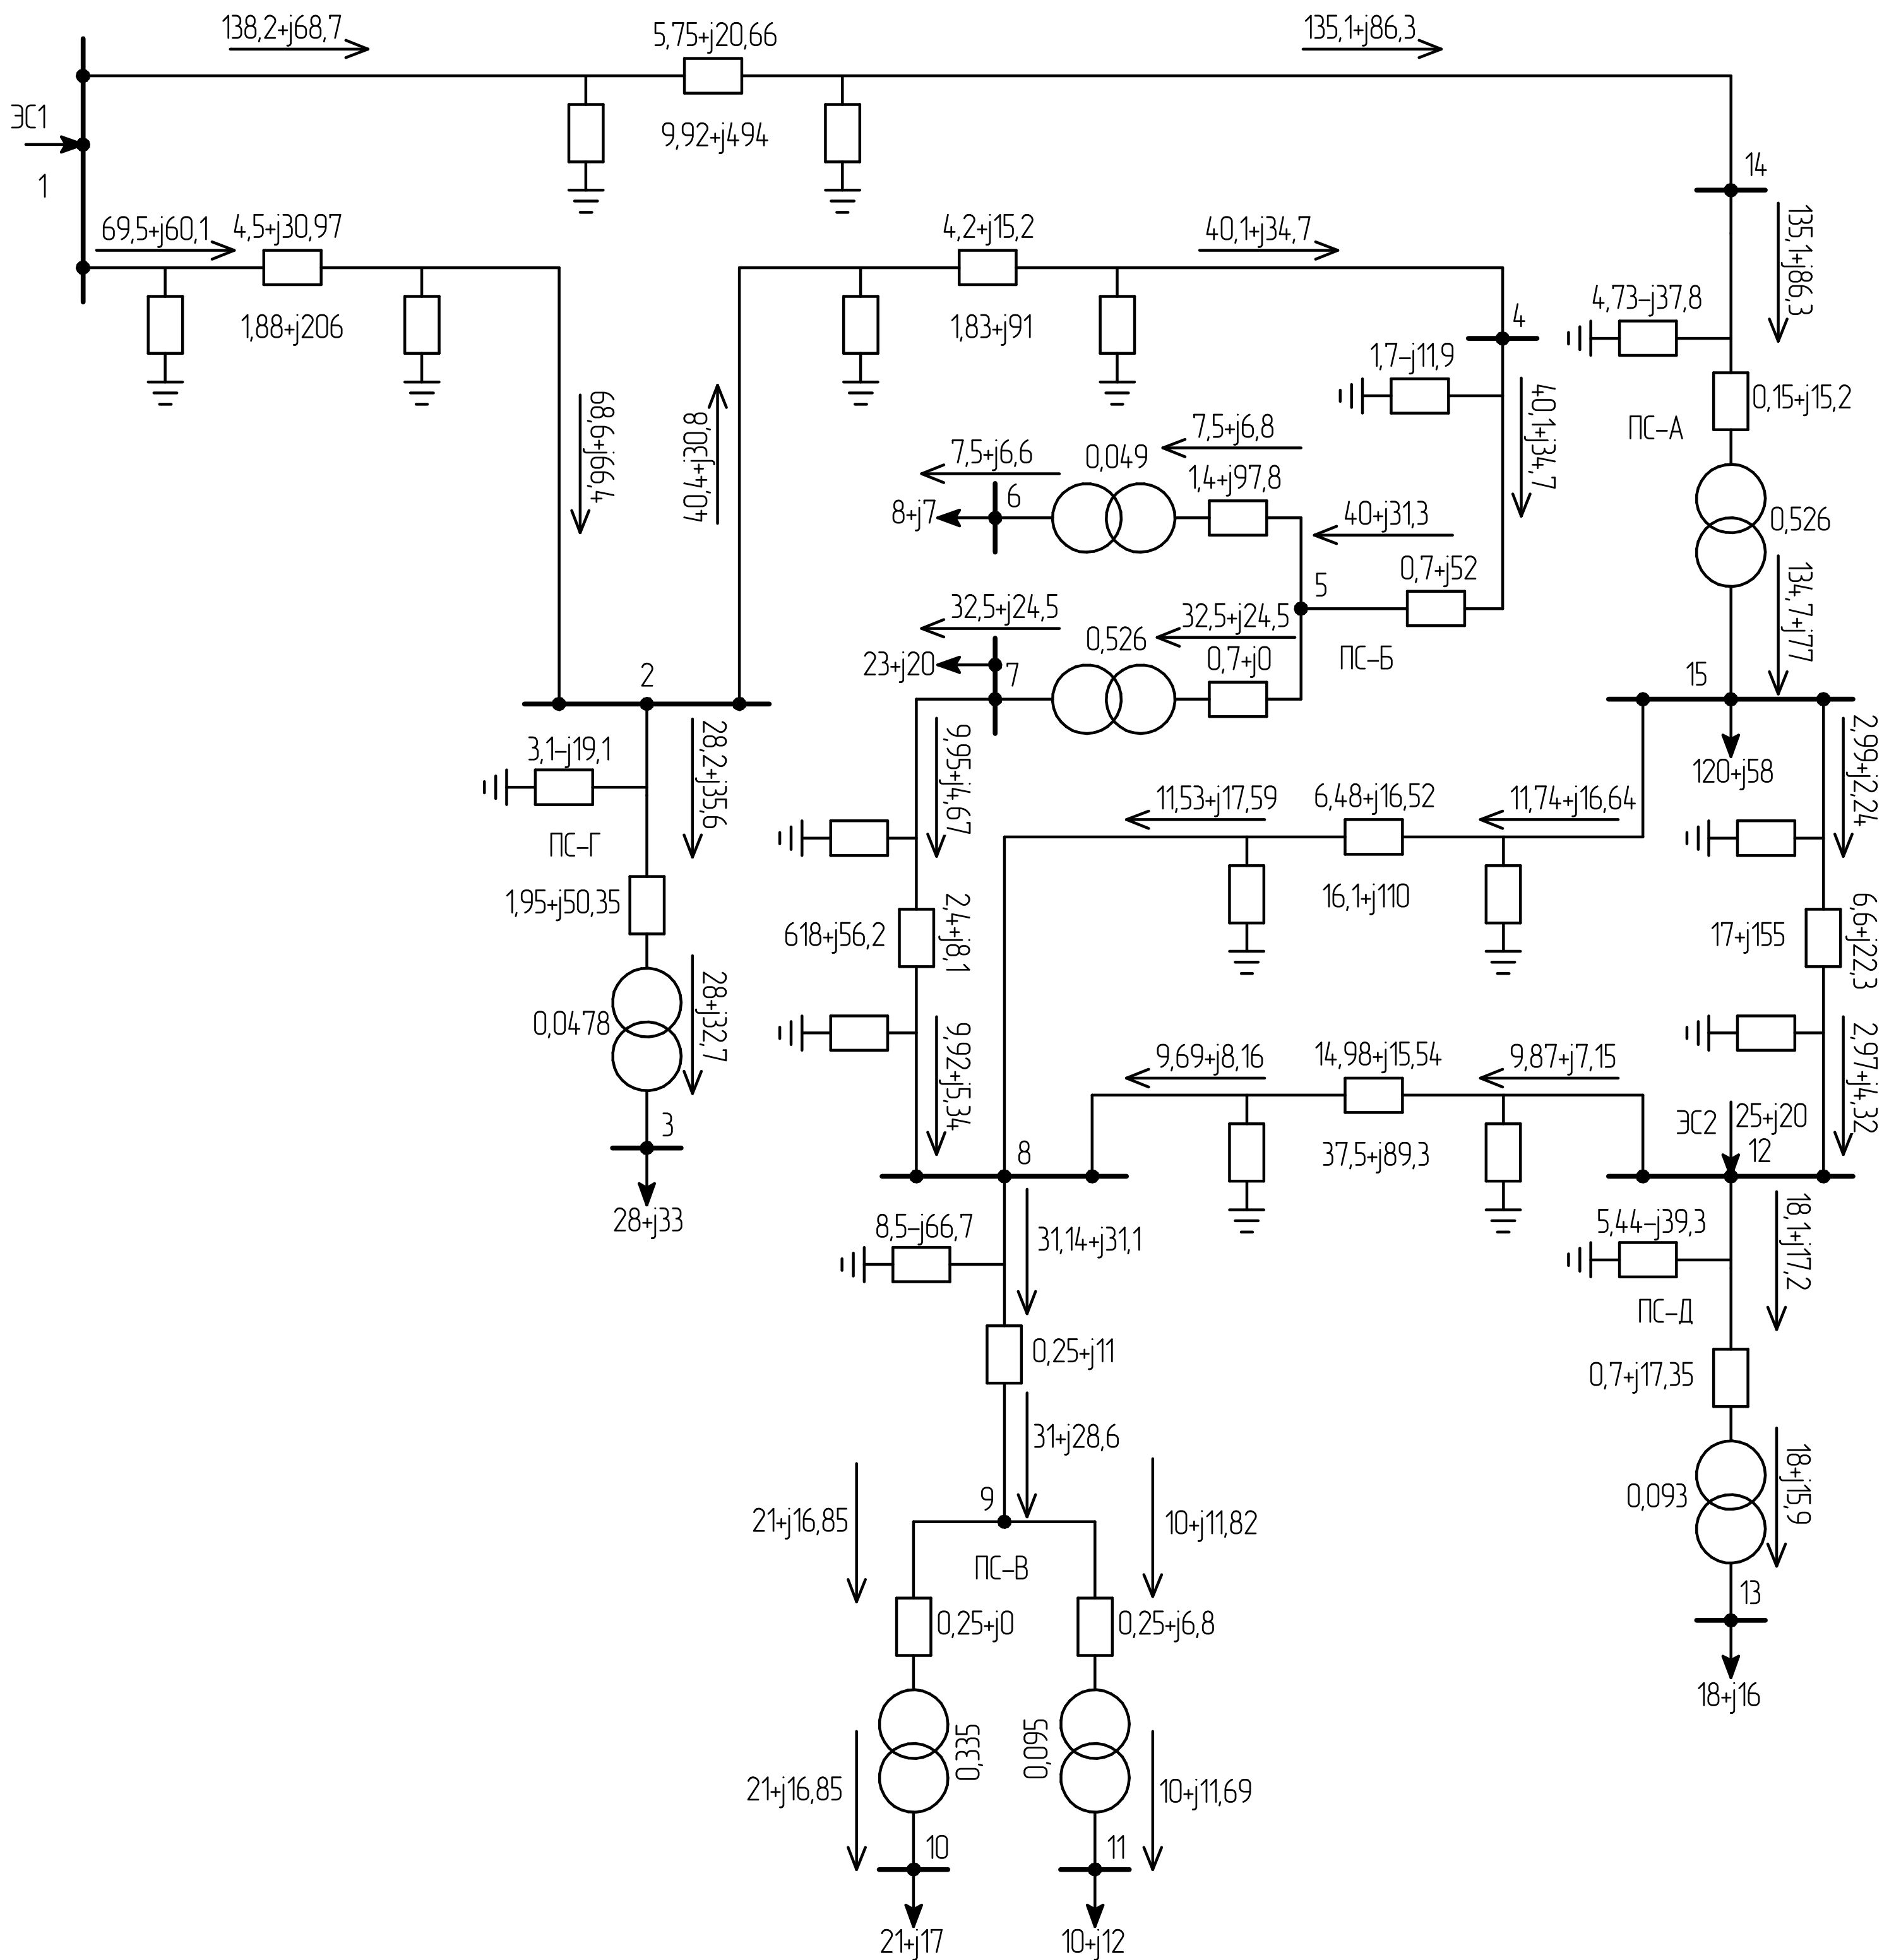 138,2+j68,7
5,75+j20,66
135,1+j86,3
ЭС1
9,92+j494
1
14
69,5+j60,1
4,5+j30,97
4,2+j15,2
40,1+j34,7
135,1+j86,3
1,88+j206
1,83+j91
4
4,73-j37,8
1,7-j11,9
0,15+j15,2
ПС-А
68,6+j66,4
40,4+j30,8
40,1+j34,7
7,5+j6,6
7,5+j6,8
0,049
1,4+j97,8
6
8+j7
40+j31,3
0,526
0,7+j52
5
134,7+j77
32,5+j24,5
32,5+j24,5
0,526
23+j20
7
0,7+j0
ПС-Б
2
15
28,2+j35,6
3,1-j19,1
9,95+j4,67
120+j58
2,99+j2,24
ПС-Г
11,53+j17,59
6,48+j16,52
11,74+j16,64
1,95+j50,35
16,1+j110
618+j56,2
2,4+j8,1
17+j155
6,6+j22,3
28+j32,7
0,0478
9,92+j5,34
9,69+j8,16
14,98+j15,54
9,87+j7,15
2,97+j4,32
3
ЭС2
25+j20
12
8
37,5+j89,3
28+j33
8,5-j66,7
31,14+j31,1
5,44-j39,3
18,1+j17,2
ПС-Д
0,25+j11
0,7+j17,35
31+j28,6
9
0,093
18+j15,9
21+j16,85
10+j11,82
ПС-В
13
0,25+j0
0,25+j6,8
18+j16
0,335
0,095
21+j16,85
10+j11,69
10
11
21+j17
10+j12